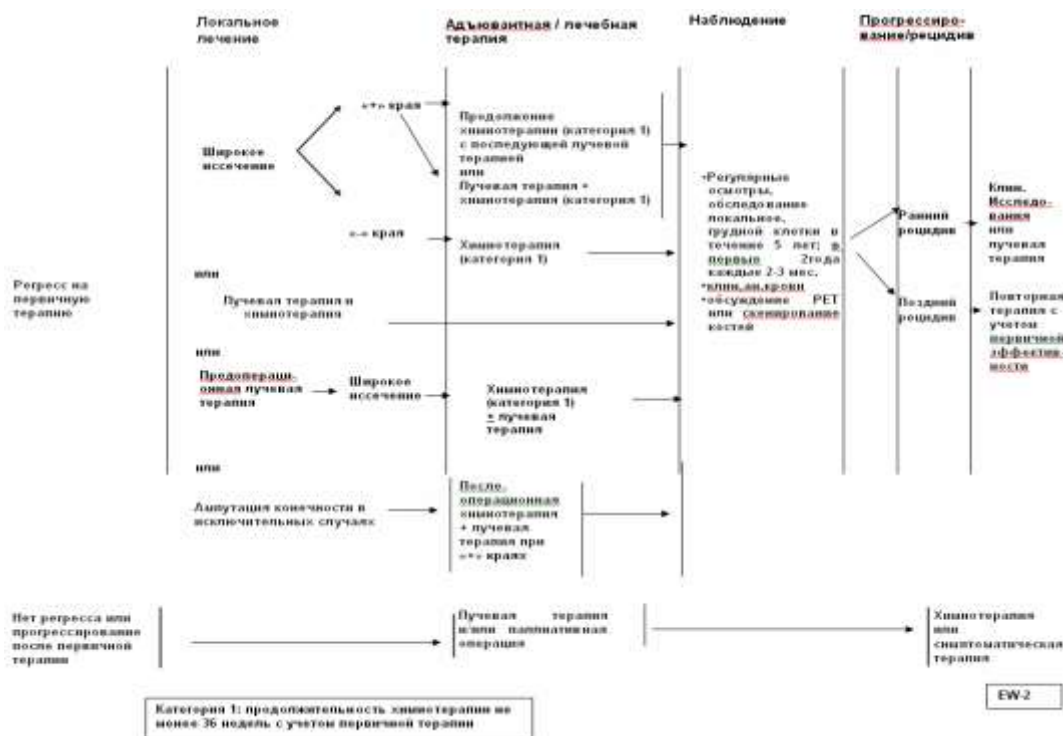 Локальное
лечение
Адъювантная / лечебная
терапия
Наблюдение
Прогрессиро-
вание/рецидив
Регресс на
первичную
терапию
Широкое
иссечение
«+» края
«-» края
Продолжение
химиотерапии (категория 1)
с последующей лучевой
терапией
или
Лучевая терапия +
химиотерапия (категория 1)
Химиотерапия
(категория 1)
•Регулярные
осмотры,
обследование
локальное,
грудной клетки в
течение 5 лет; в
первые 2года
каждые 2-3 мес.
•клин.ан.крови
•обсуждение PET
или сканирование
костей
Ранний
рецидив
Клин.
Исследо-
вания
или
лучевая
терапия
Поздний
рецидив
Повторная
терапия с
учетом
первичной
эффектив
ности
или
Лучевая терапия и
химиотерапия
или
Предопераци-
онная лучевая
терапия
Широкое
иссечение
Химиотерапия
(категория 1)
± лучевая
терапия
или
Ампутация конечности в
исключительных случаях
После-
операционная
химиотерапия
+ лучевая
терапия при
«+» краях
Нет регресса или
прогрессирование
после первичной
терапии
Лучевая терапия
и/или паллиативная
операция
Химиотерапия
или
симптоматическая
терапия
EW-2
Категория 1: продолжительность химиотерапии не
менее 36 недель с учетом первичной терапии